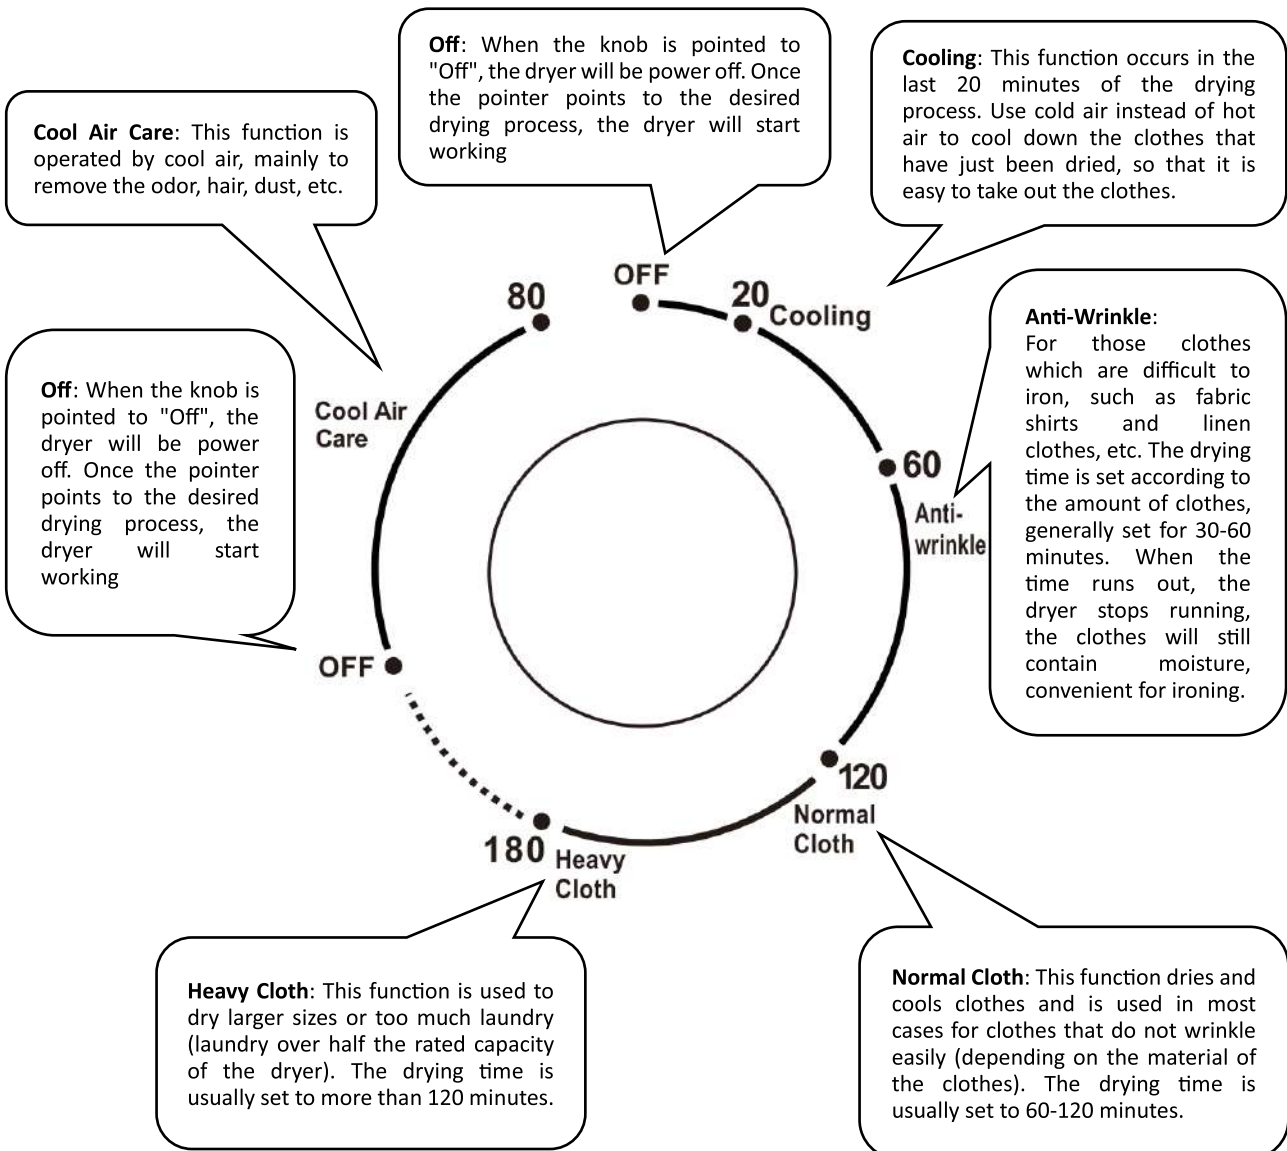 Off: When the knob is pointed to
"Off", the dryer will be power off. Once
the pointer points to the desired
drying process, the dryer will start
working
Cooling: This function occurs in the
last 20 minutes of the drying
process. Use cold air instead of hot
air to cool down the clothes that
have just been dried, so that it is
easy to take out the clothes.
Cool Air Care: This function is
operated by cool air, mainly to
remove the odor, hair, dust, etc.
OFF
80
20
Cooling
Anti-Wrinkle:
For those clothes
which are difficult to
iron, such as fabric
shirts and linen
clothes, etc. The drying
time is set according to
the amount of clothes,
generally set for 30-60
minutes. When the
time runs out, the
dryer stops running,
the clothes will still
contain moisture,
convenient for ironing.
Off: When the knob is
pointed to "Off", the
dryer will be power
off. Once the pointer
points to the desired
drying process, the
dryer will start
working
Cool Air
Care
60
Anti-
wrinkle
OFF
120
Normal
Cloth
180
Heavy
Cloth
Heavy Cloth: This function is used to
dry larger sizes or too much laundry
(laundry over half the rated capacity
of the dryer). The drying time is
usually set to more than 120 minutes.
Normal Cloth: This function dries and
cools clothes and is used in most
cases for clothes that do not wrinkle
easily (depending on the material of
the clothes). The drying time is
usually set to 60-120 minutes.